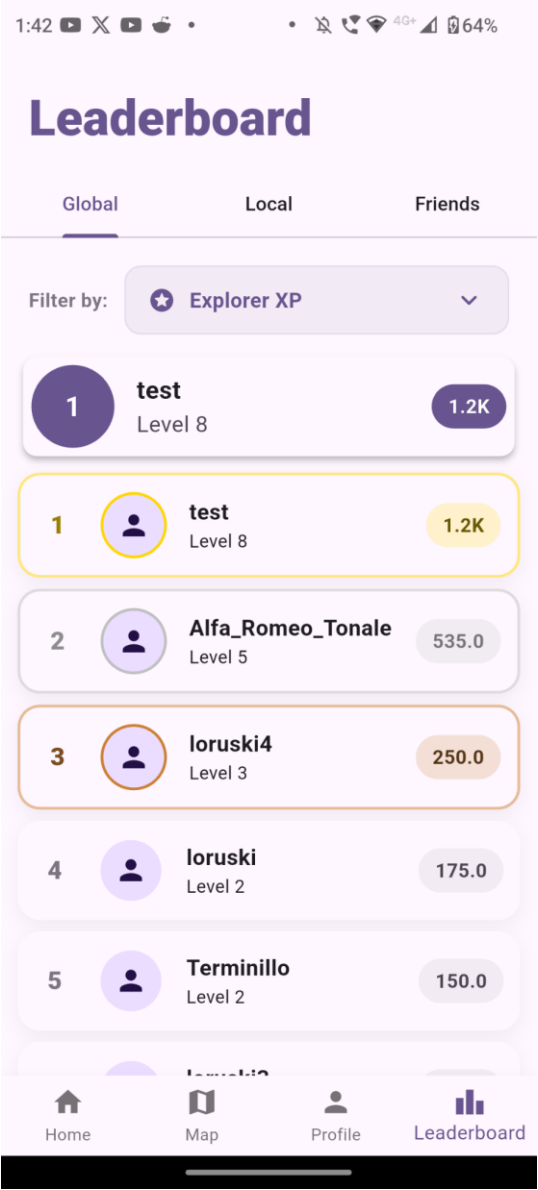 1:42
4G+
64%
Leaderboard
Global
Local
Friends
Filter by:
Explorer XP
1
test
Level 8
1.2K
1
test
Level 8
1.2K
2
Alfa_Romeo_Tonale
Level 5
535.0
3
loruski4
Level 3
250.0
4
loruski
Level 2
175.0
5
Terminillo
Level 2
150.0
Home
Map
Profile
Leaderboard